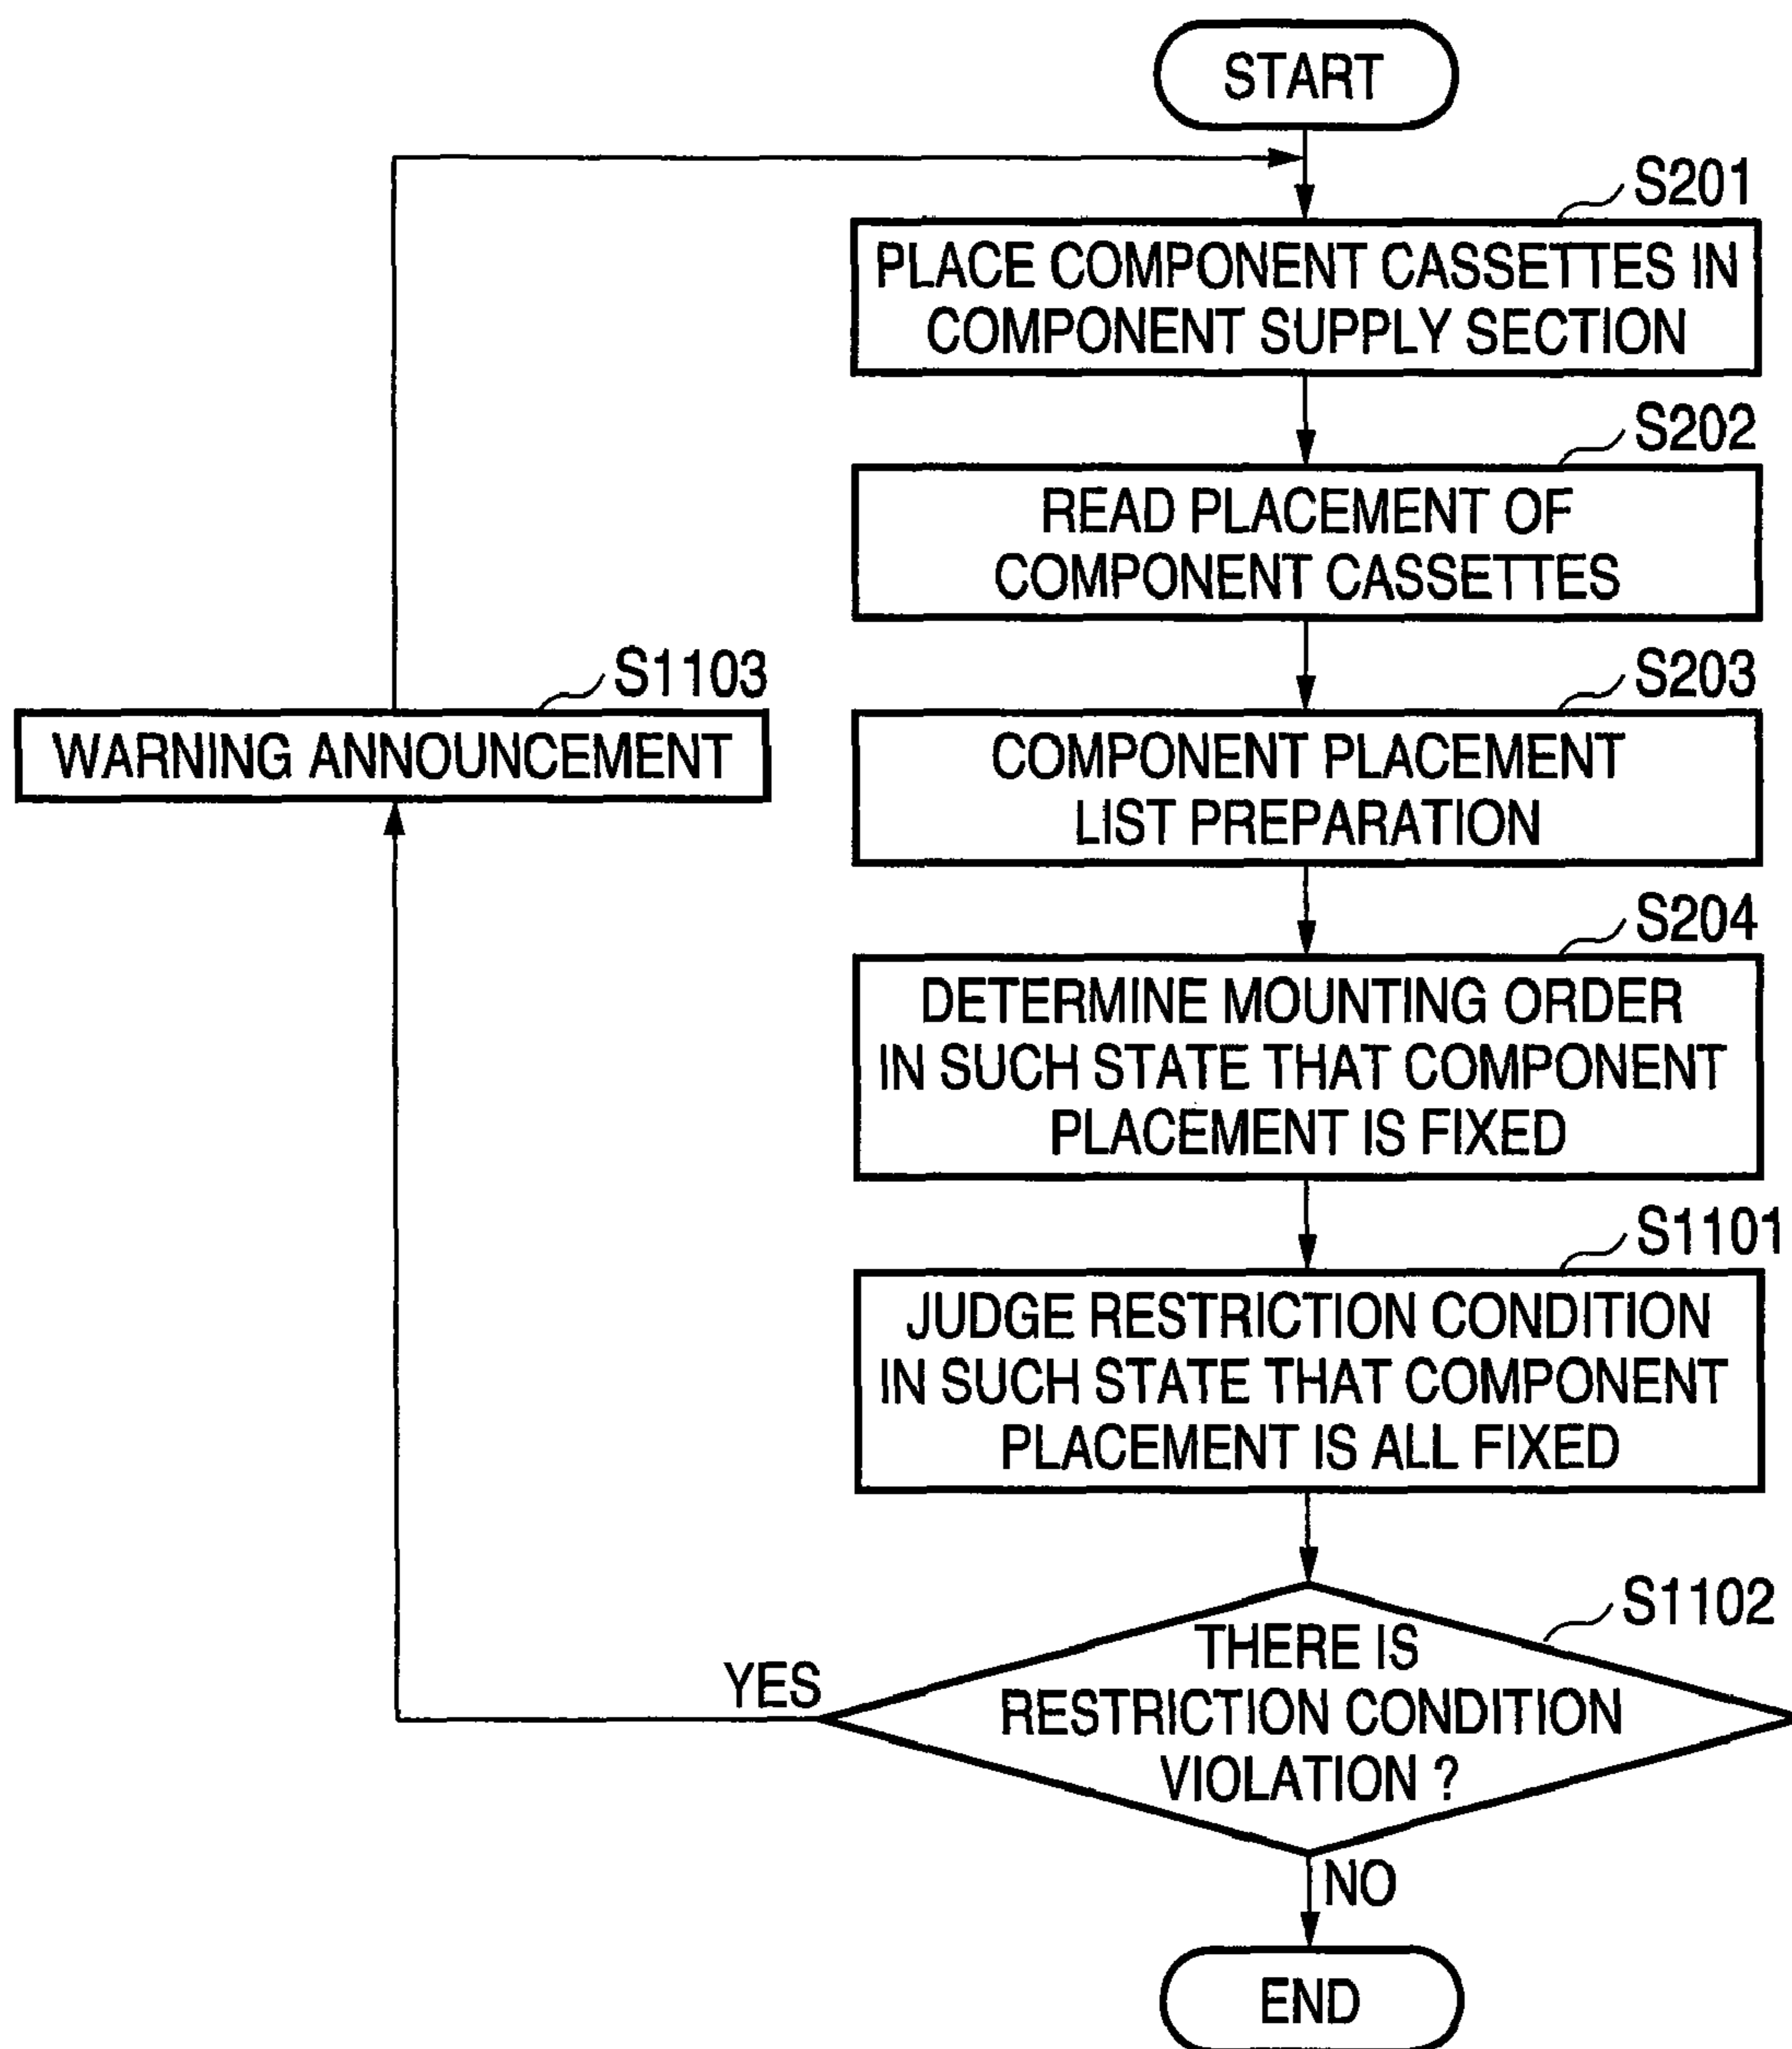 START
S201
PLACE COMPONENT CASSETTES IN
COMPONENT SUPPLY SECTION
S202
READ PLACEMENT OF
COMPONENT CASSETTES
S1103
WARNING ANNOUNCEMENT
S203
COMPONENT PLACEMENT
LIST PREPARATION
S204
DETERMINE MOUNTING ORDER
IN SUCH STATE THAT COMPONENT
PLACEMENT IS FIXED
S1101
JUDGE RESTRICTION CONDITION
IN SUCH STATE THAT COMPONENT
PLACEMENT IS ALL FIXED
S1102
THERE IS
RESTRICTION CONDITION
VIOLATION ?
YES
NO
END